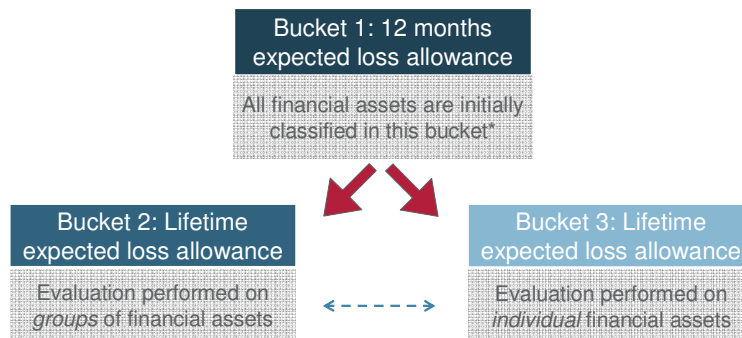 Bucket 1: 12 months
expected loss allowance
All financial assets are initially
classified in this bucket*
Bucket 2: Lifetime
expected loss allowance
Evaluation performed on
groups of financial assets
Bucket 3: Lifetime
expected loss allowance
Evaluation performed on
individual financial assets